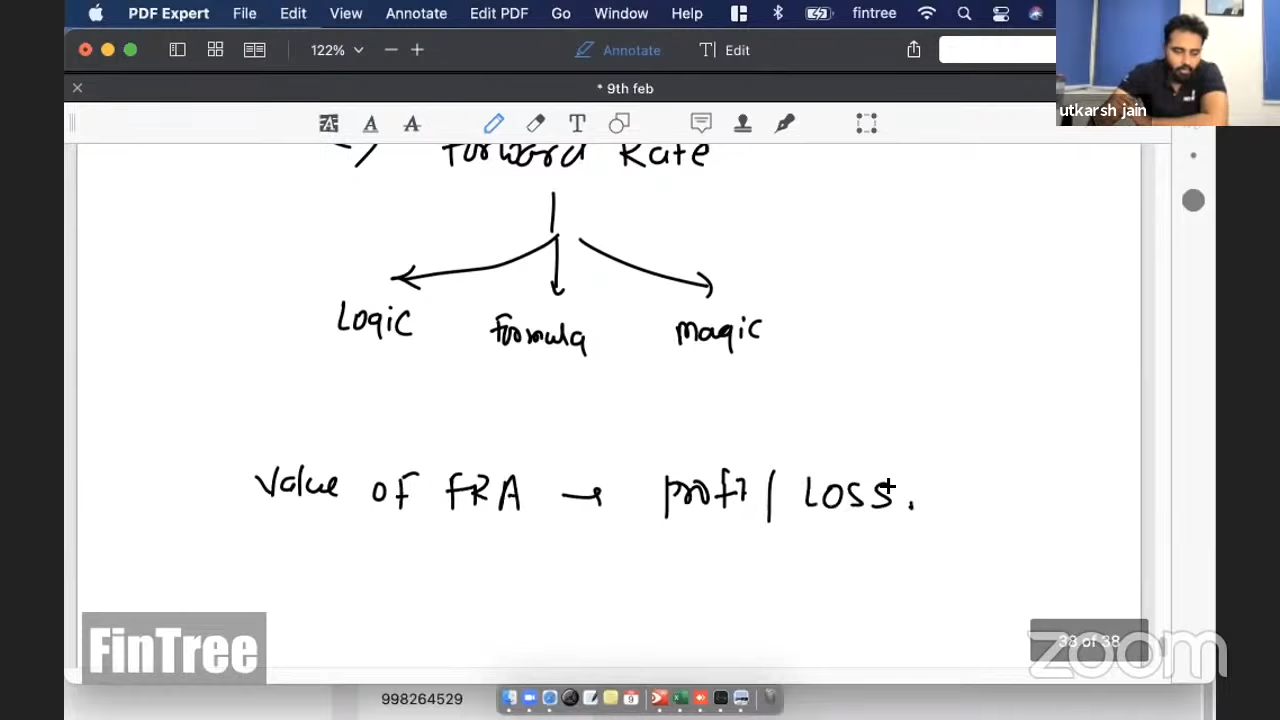 PDF Expert File Edit View Annotate Edit PDF Go Window Help fintree
122% Annotate T| Edit
* 9th feb
utkarsh jain
Forward Rate
Logic Formula Magic
Value of FRA → profit | LOSS.
FinTree
38 of 38
zoom
998264529